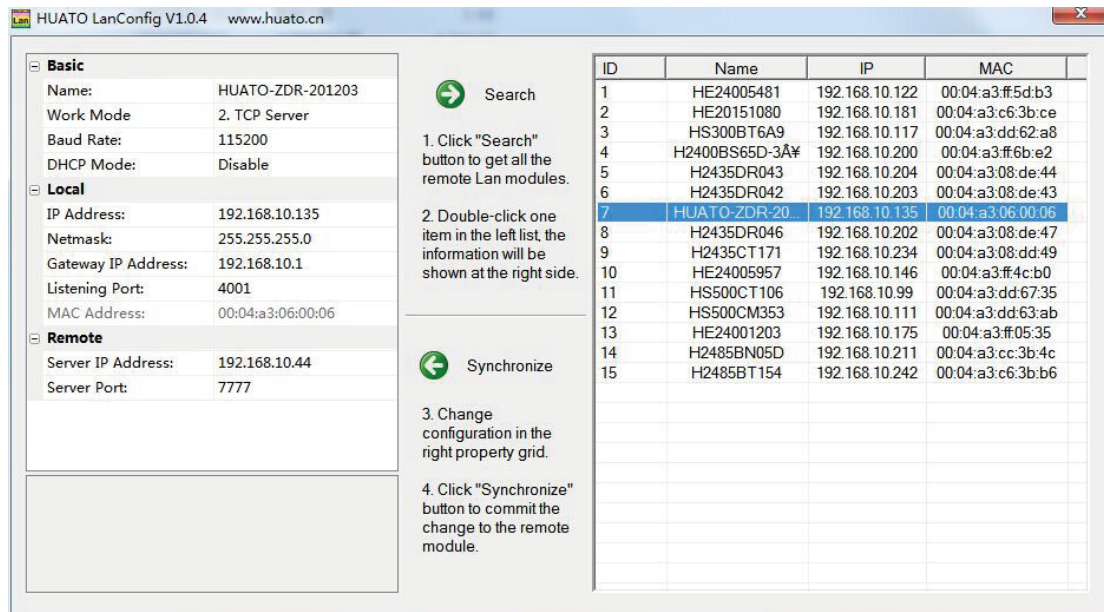 HUATO LanConfig V1.0.4 www.huato.cn
Basic
Name: HUATO-ZDR-201203
Work Mode 2. TCP Server
Baud Rate: 115200
DHCP Mode: Disable
Local
IP Address: 192.168.10.135
Netmask: 255.255.255.0
Gateway IP Address: 192.168.10.1
Listening Port: 4001
MAC Address: 00:04:a3:06:00:06
Remote
Server IP Address: 192.168.10.44
Server Port: 7777
Search
1. Click "Search"
button to get all the
remote Lan modules.
2. Double-click one
item in the left list, the
information will be
shown at the right side.
Synchronize
3. Change
configuration in the
right property grid.
4. Click "Synchronize"
button to commit the
change to the remote
module.
ID Name IP MAC
1 HE24005481 192.168.10.122 00:04:a3:ff:5d:b3
2 HE20151080 192.168.10.181 00:04:a3:c6:3b:ce
3 HS300BT6A9 192.168.10.117 00:04:a3:dd:62:a8
4 H2400BS65D-3Â¥ 192.168.10.200 00:04:a3:ff:6b:e2
5 H2435DR043 192.168.10.204 00:04:a3:08:de:44
6 H2435DR042 192.168.10.203 00:04:a3:08:de:43
7 HUATO-ZDR-20... 192.168.10.135 00:04:a3:06:00:06
8 H2435DR046 192.168.10.202 00:04:a3:08:de:47
9 H2435CT171 192.168.10.234 00:04:a3:08:dd:49
10 HE24005957 192.168.10.146 00:04:a3:ff:4c:b0
11 HS500CT106 192.168.10.99 00:04:a3:dd:67:35
12 HS500CM353 192.168.10.111 00:04:a3:dd:63:ab
13 HE24001203 192.168.10.175 00:04:a3:ff:05:35
14 H2485BN05D 192.168.10.211 00:04:a3:cc:3b:4c
15 H2485BT154 192.168.10.242 00:04:a3:c6:3b:b6